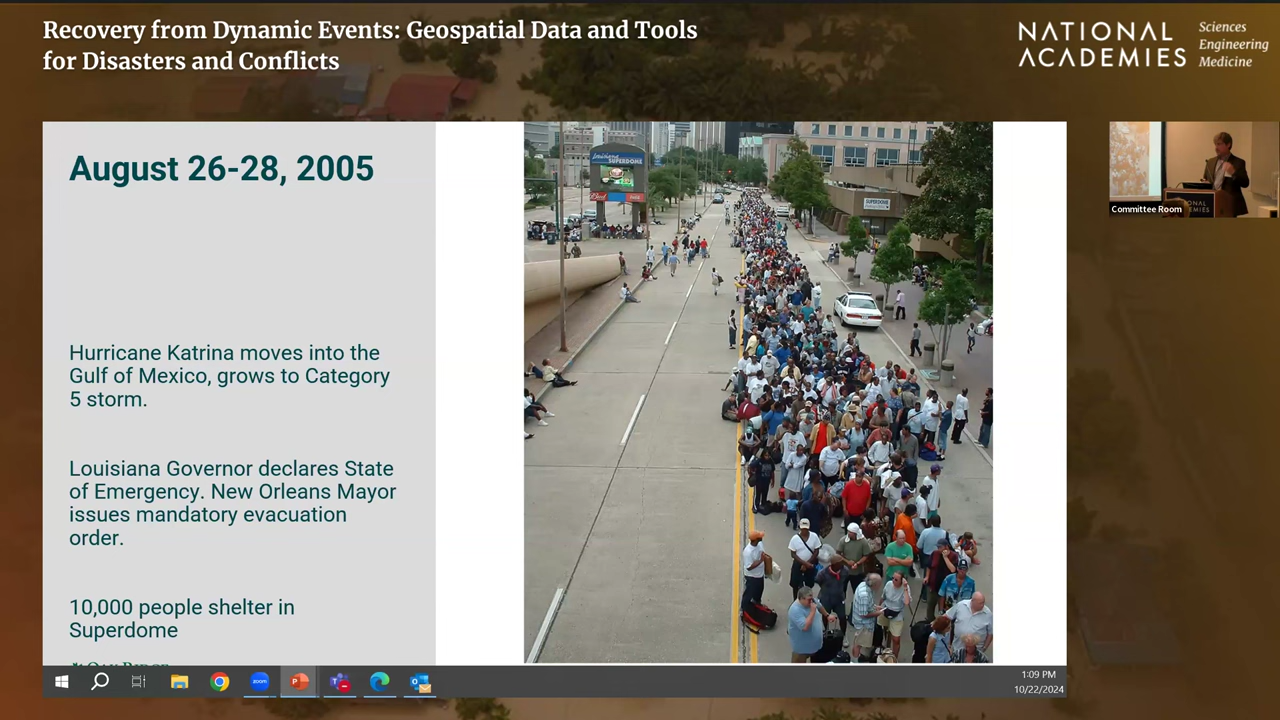 Recovery from Dynamic Events: Geospatial Data and Tools
for Disasters and Conflicts
NATIONAL
ACADEMIES
Sciences
Engineering
Medicine
August 26-28, 2005
Hurricane Katrina moves into the
Gulf of Mexico, grows to Category
5 storm.
Louisiana Governor declares State
of Emergency. New Orleans Mayor
issues mandatory evacuation
order.
10,000 people shelter in
Superdome
SUPERDOME
Committee Room
zoom
1:09 PM
10/22/2024